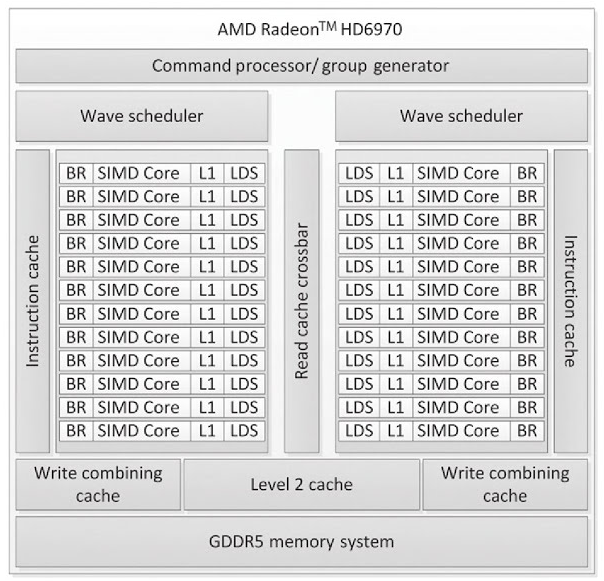 AMD Radeon™ HD6970
Command processor/ group generator
Wave scheduler
Wave scheduler
Instruction cache
BR SIMD Core L1 LDS
BR SIMD Core L1 LDS
BR SIMD Core L1 LDS
BR SIMD Core L1 LDS
BR SIMD Core L1 LDS
BR SIMD Core L1 LDS
BR SIMD Core L1 LDS
BR SIMD Core L1 LDS
BR SIMD Core L1 LDS
BR SIMD Core L1 LDS
BR SIMD Core L1 LDS
BR SIMD Core L1 LDS
Read cache crossbar
LDS L1 SIMD Core BR
LDS L1 SIMD Core BR
LDS L1 SIMD Core BR
LDS L1 SIMD Core BR
LDS L1 SIMD Core BR
LDS L1 SIMD Core BR
LDS L1 SIMD Core BR
LDS L1 SIMD Core BR
LDS L1 SIMD Core BR
LDS L1 SIMD Core BR
LDS L1 SIMD Core BR
LDS L1 SIMD Core BR
Instruction cache
Write combining
cache
Level 2 cache
Write combining
cache
GDDR5 memory system